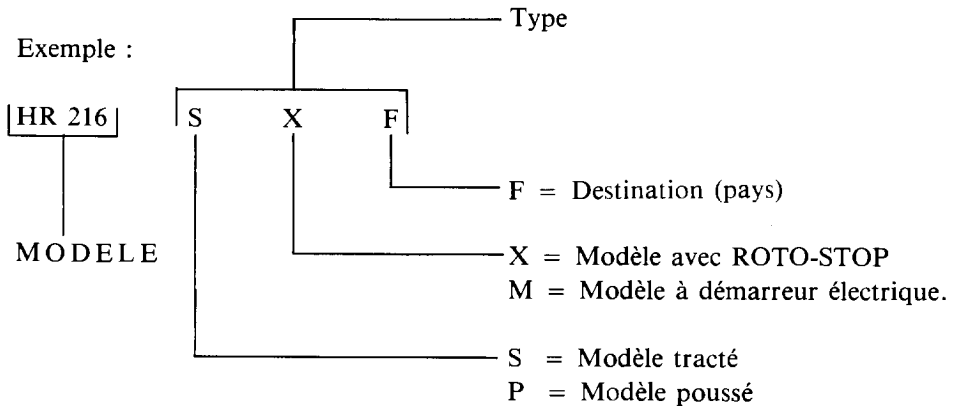 Type
Exemple :
HR 216 S X F
F = Destination (pays)
MODELE
X = Modèle avec ROTO-STOP
M = Modèle à démarreur électrique.
S = Modèle tracté
P = Modèle poussé